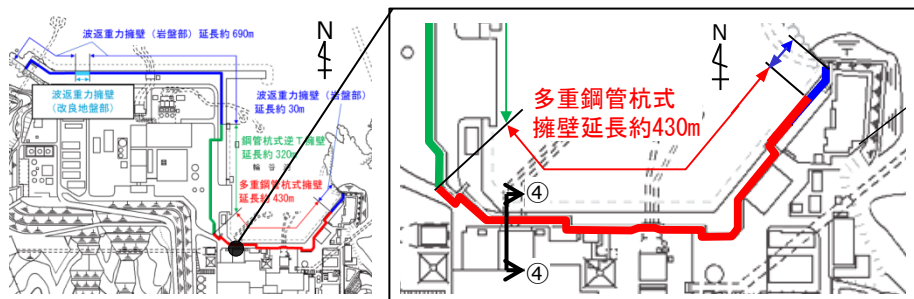 波返重力擁壁（岩盤部）延長約690m
N
波返重力擁壁
（改良地盤部）
波返重力擁壁（岩盤部）
延長約30m
鋼管杭式逆T擁壁
延長約320m
輪谷湾
多重鋼管杭式擁壁
延長約430m
N
多重鋼管杭式
擁壁延長約430m
④
④